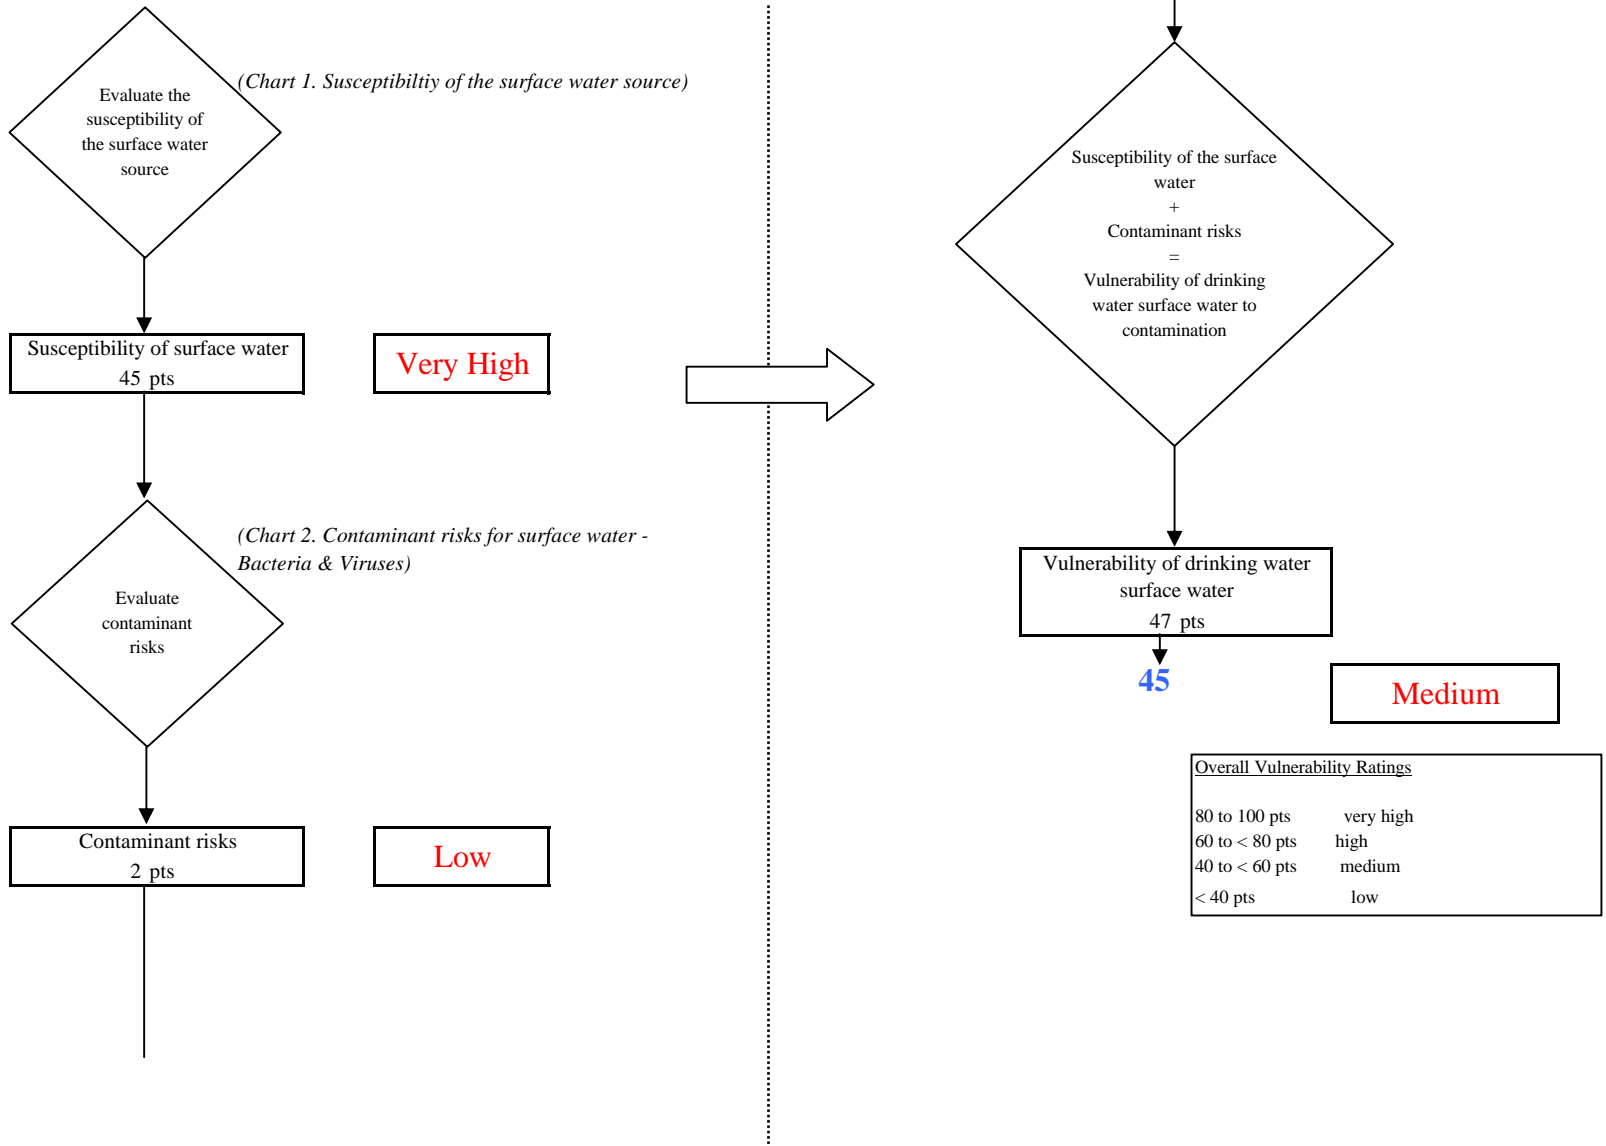 Evaluate the
susceptibility of
the surface water
source
(Chart 1. Susceptibiltiy of the surface water source)
Susceptibility of surface water
45 pts
Very High
Evaluate
contaminant
risks
(Chart 2. Contaminant risks for surface water -
Bacteria & Viruses)
Contaminant risks
2 pts
Low
Susceptibility of the surface
water
+
Contaminant risks
=
Vulnerability of drinking
water surface water to
contamination
Vulnerability of drinking water
surface water
47 pts
45
Medium
Overall Vulnerability Ratings
80 to 100 pts very high
60 to < 80 pts high
40 to < 60 pts medium
< 40 pts low